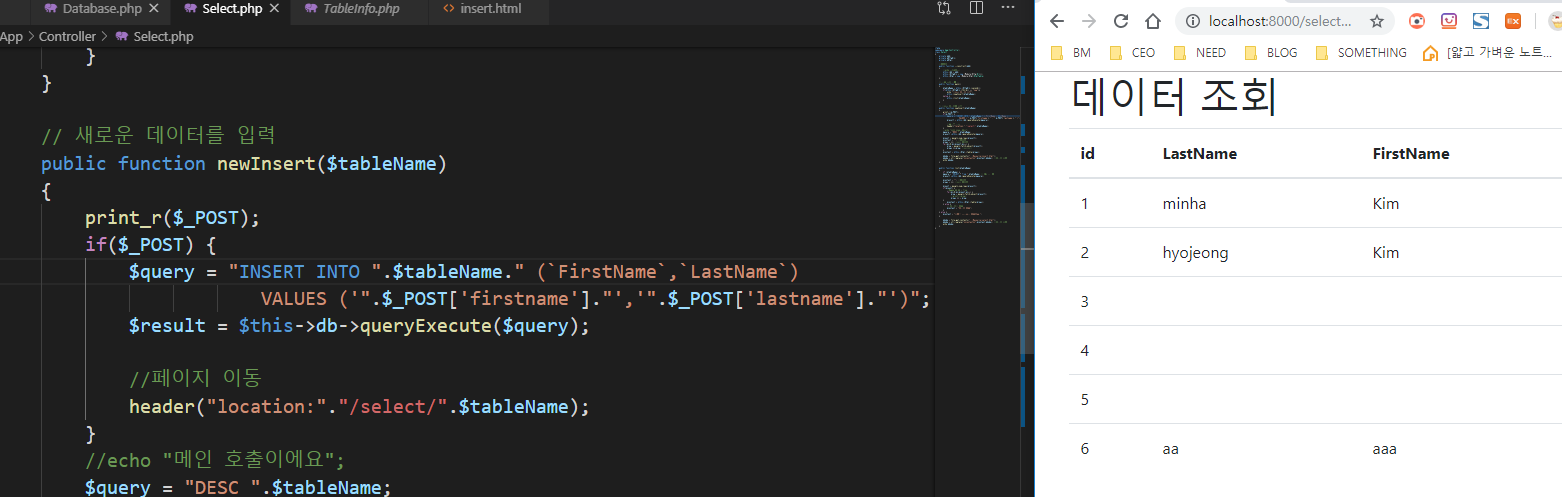 Database.php
Select.php
TableInfo.php
insert.html
App > Controller > Select.php
}
}
// 새로운 데이터를 입력
public function newInsert($tableName)
{
print_r($_POST);
if($_POST) {
$query = "INSERT INTO ".$tableName." (`FirstName`,`LastName`)
VALUES ('".$_POST['firstname']."','".$_POST['lastname']."')";
$result = $this->db->queryExecute($query);
//페이지 이동
header("location:"."/select/".$tableName);
}
//echo "메인 호출이에요";
$query = "DESC ".$tableName;
localhost:8000/select...
BM CEO NEED BLOG SOMETHING [얇고 가벼운 노트...
데이터 조회
id LastName FirstName
1 minha Kim
2 hyojeong Kim
3
4
5
6 aa aaa